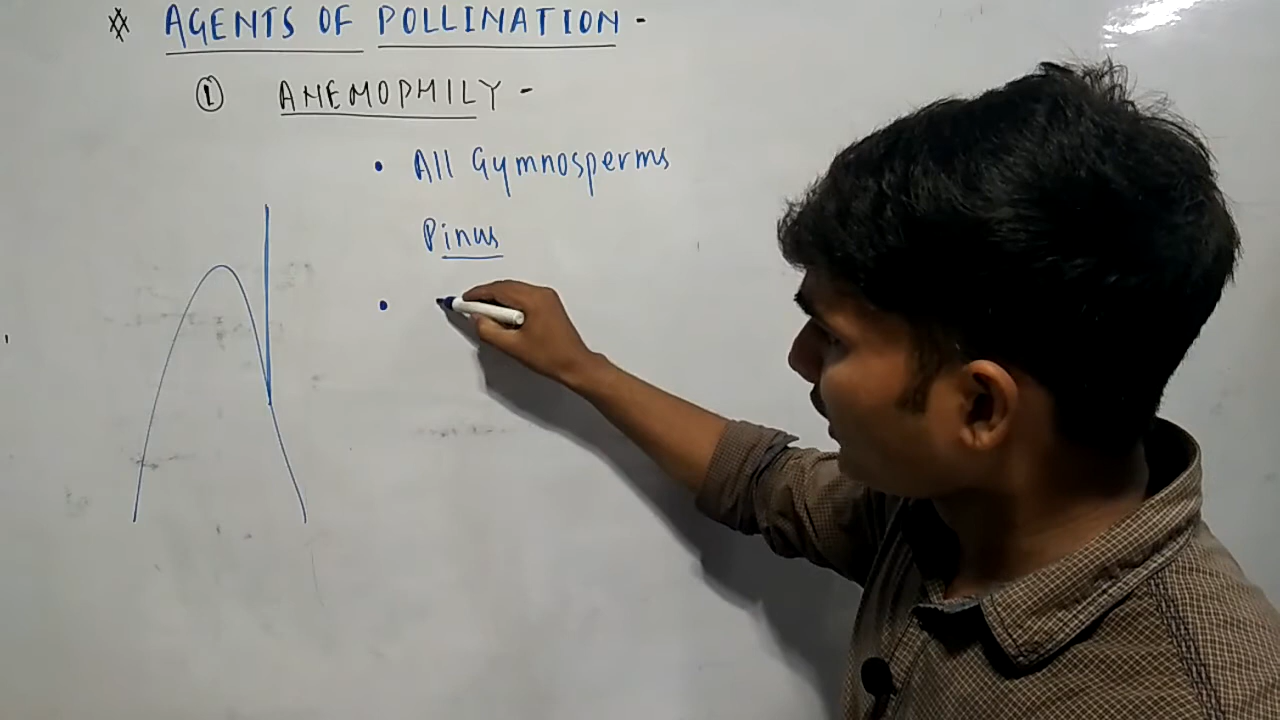 * AGENTS OF POLLINATION -
① ANEMOPHILY -
• All Gymnosperms
Pinus
•